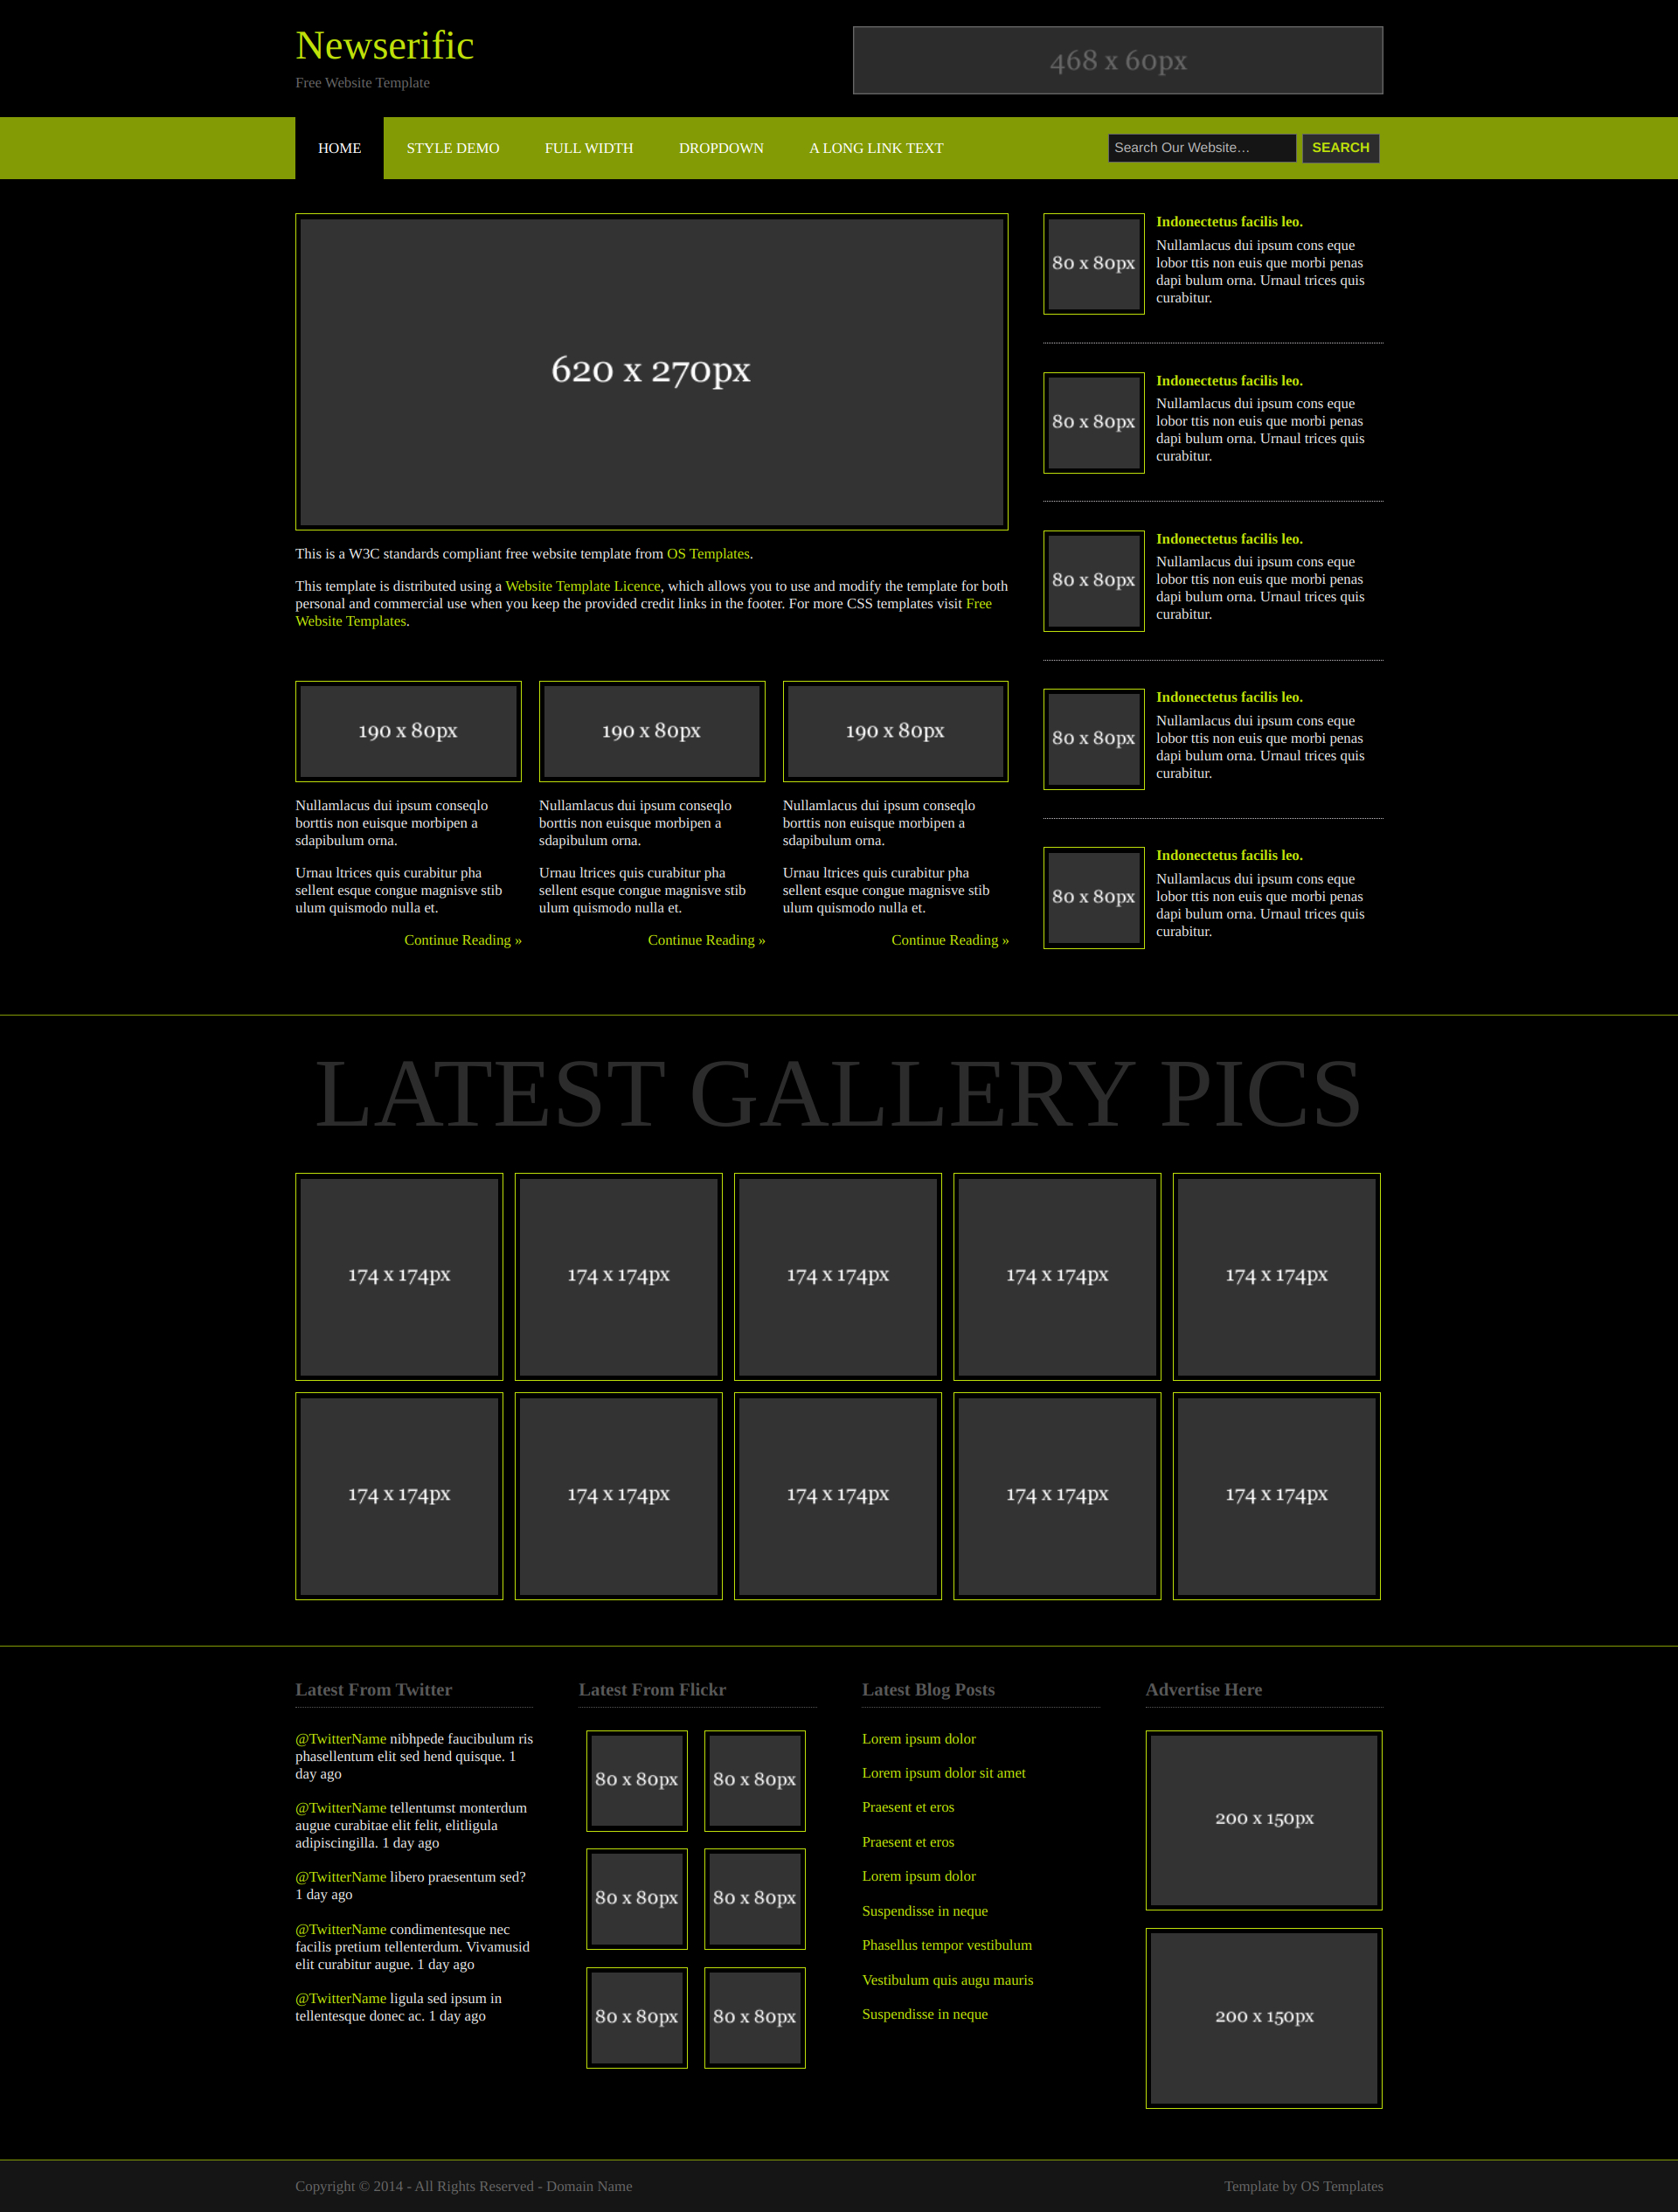 Newserific
Free Website Template
468 x 60px
HOME
STYLE DEMO
FULL WIDTH
DROPDOWN
A LONG LINK TEXT
Search Our Website…
SEARCH
620 x 270px
This is a W3C standards compliant free website template from OS Templates.
This template is distributed using a Website Template Licence, which allows you to use and modify the template for both
personal and commercial use when you keep the provided credit links in the footer. For more CSS templates visit Free
Website Templates.
190 x 80px
Nullamlacus dui ipsum conseqlo
borttis non euisque morbipen a
sdapibulum orna.
Urnau ltrices quis curabitur pha
sellent esque congue magnisve stib
ulum quismodo nulla et.
Continue Reading »
190 x 80px
Nullamlacus dui ipsum conseqlo
borttis non euisque morbipen a
sdapibulum orna.
Urnau ltrices quis curabitur pha
sellent esque congue magnisve stib
ulum quismodo nulla et.
Continue Reading »
190 x 80px
Nullamlacus dui ipsum conseqlo
borttis non euisque morbipen a
sdapibulum orna.
Urnau ltrices quis curabitur pha
sellent esque congue magnisve stib
ulum quismodo nulla et.
Continue Reading »
80 x 80px
Indonectetus facilis leo.
Nullamlacus dui ipsum cons eque
lobor ttis non euis que morbi penas
dapi bulum orna. Urnaul trices quis
curabitur.
80 x 80px
Indonectetus facilis leo.
Nullamlacus dui ipsum cons eque
lobor ttis non euis que morbi penas
dapi bulum orna. Urnaul trices quis
curabitur.
80 x 80px
Indonectetus facilis leo.
Nullamlacus dui ipsum cons eque
lobor ttis non euis que morbi penas
dapi bulum orna. Urnaul trices quis
curabitur.
80 x 80px
Indonectetus facilis leo.
Nullamlacus dui ipsum cons eque
lobor ttis non euis que morbi penas
dapi bulum orna. Urnaul trices quis
curabitur.
80 x 80px
Indonectetus facilis leo.
Nullamlacus dui ipsum cons eque
lobor ttis non euis que morbi penas
dapi bulum orna. Urnaul trices quis
curabitur.
LATEST GALLERY PICS
174 x 174px
174 x 174px
174 x 174px
174 x 174px
174 x 174px
174 x 174px
174 x 174px
174 x 174px
174 x 174px
174 x 174px
Latest From Twitter
@TwitterName nibhpede faucibulum ris
phasellentum elit sed hend quisque. 1
day ago
@TwitterName tellentumst monterdum
augue curabitae elit felit, elitligula
adipiscingilla. 1 day ago
@TwitterName libero praesentum sed?
1 day ago
@TwitterName condimentesque nec
facilis pretium tellenterdum. Vivamusid
elit curabitur augue. 1 day ago
@TwitterName ligula sed ipsum in
tellentesque donec ac. 1 day ago
Latest From Flickr
80 x 80px
80 x 80px
80 x 80px
80 x 80px
80 x 80px
80 x 80px
Latest Blog Posts
Lorem ipsum dolor
Lorem ipsum dolor sit amet
Praesent et eros
Praesent et eros
Lorem ipsum dolor
Suspendisse in neque
Phasellus tempor vestibulum
Vestibulum quis augu mauris
Suspendisse in neque
Advertise Here
200 x 150px
200 x 150px
Copyright © 2014 - All Rights Reserved - Domain Name
Template by OS Templates